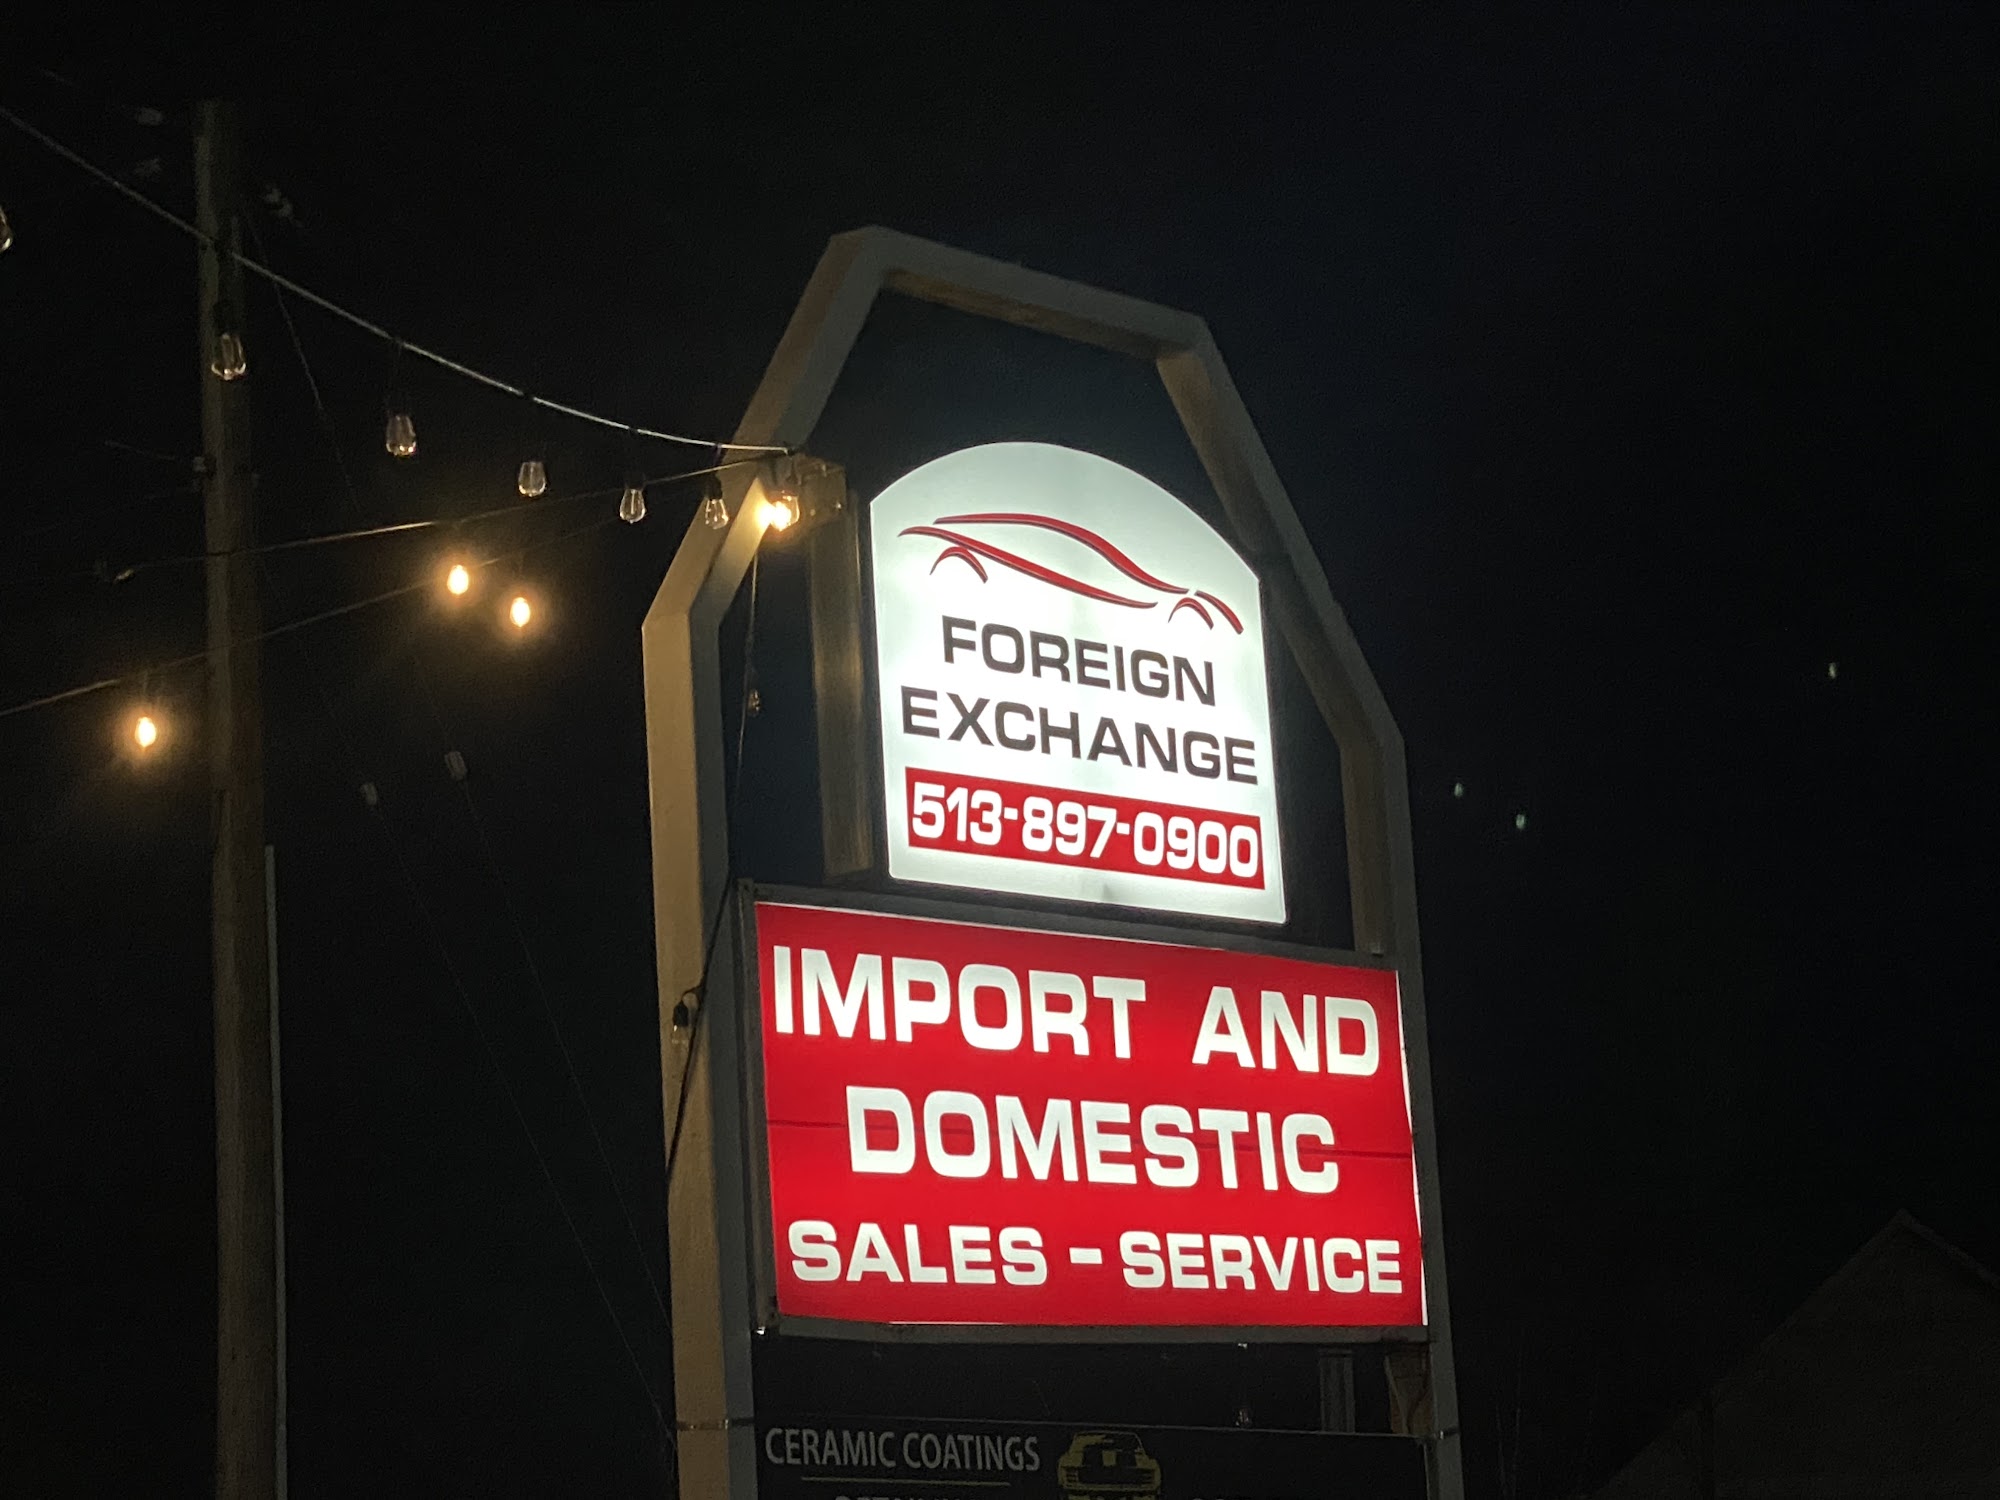 FOREIGN
EXCHANGE
513-897-0900
IMPORT AND
DOMESTIC
SALES - SERVICE
CERAMIC COATINGS